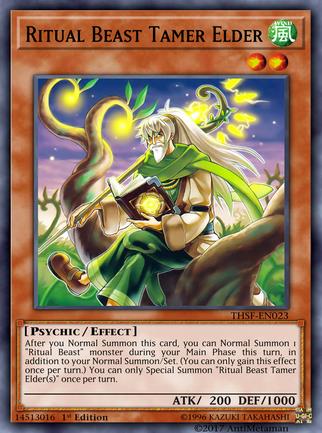 Ritual Beast Tamer Elder
WIND
風
THSF-EN023
[Psychic / Effect]
After you Normal Summon this card, you can Normal Summon 1
"Ritual Beast" monster during your Main Phase this turn, in
addition to your Normal Summon/Set. (You can only gain this effect
once per turn.) You can only Special Summon "Ritual Beast Tamer
Elder(s)" once per turn.
ATK/ 200 DEF/1000
14513016 1st Edition ©1996 KAZUKI TAKAHASHI
©2017 AntiMetaman